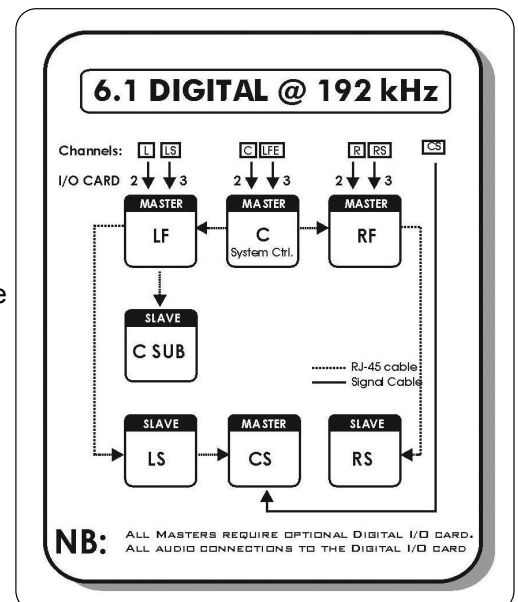 6.1 DIGITAL @ 192 kHz
Channels: L LS C LFE R RS CS
I/O CARD 2 3 2 3 2 3
MASTER MASTER MASTER
LF C RF
System Ctrl.
SLAVE
C SUB
RJ-45 cable
Signal Cable
SLAVE MASTER SLAVE
LS CS RS
NB: ALL MASTERS REQUIRE OPTIONAL DIGITAL I/O CARD.
ALL AUDIO CONNECTIONS TO THE DIGITAL I/O CARD
e